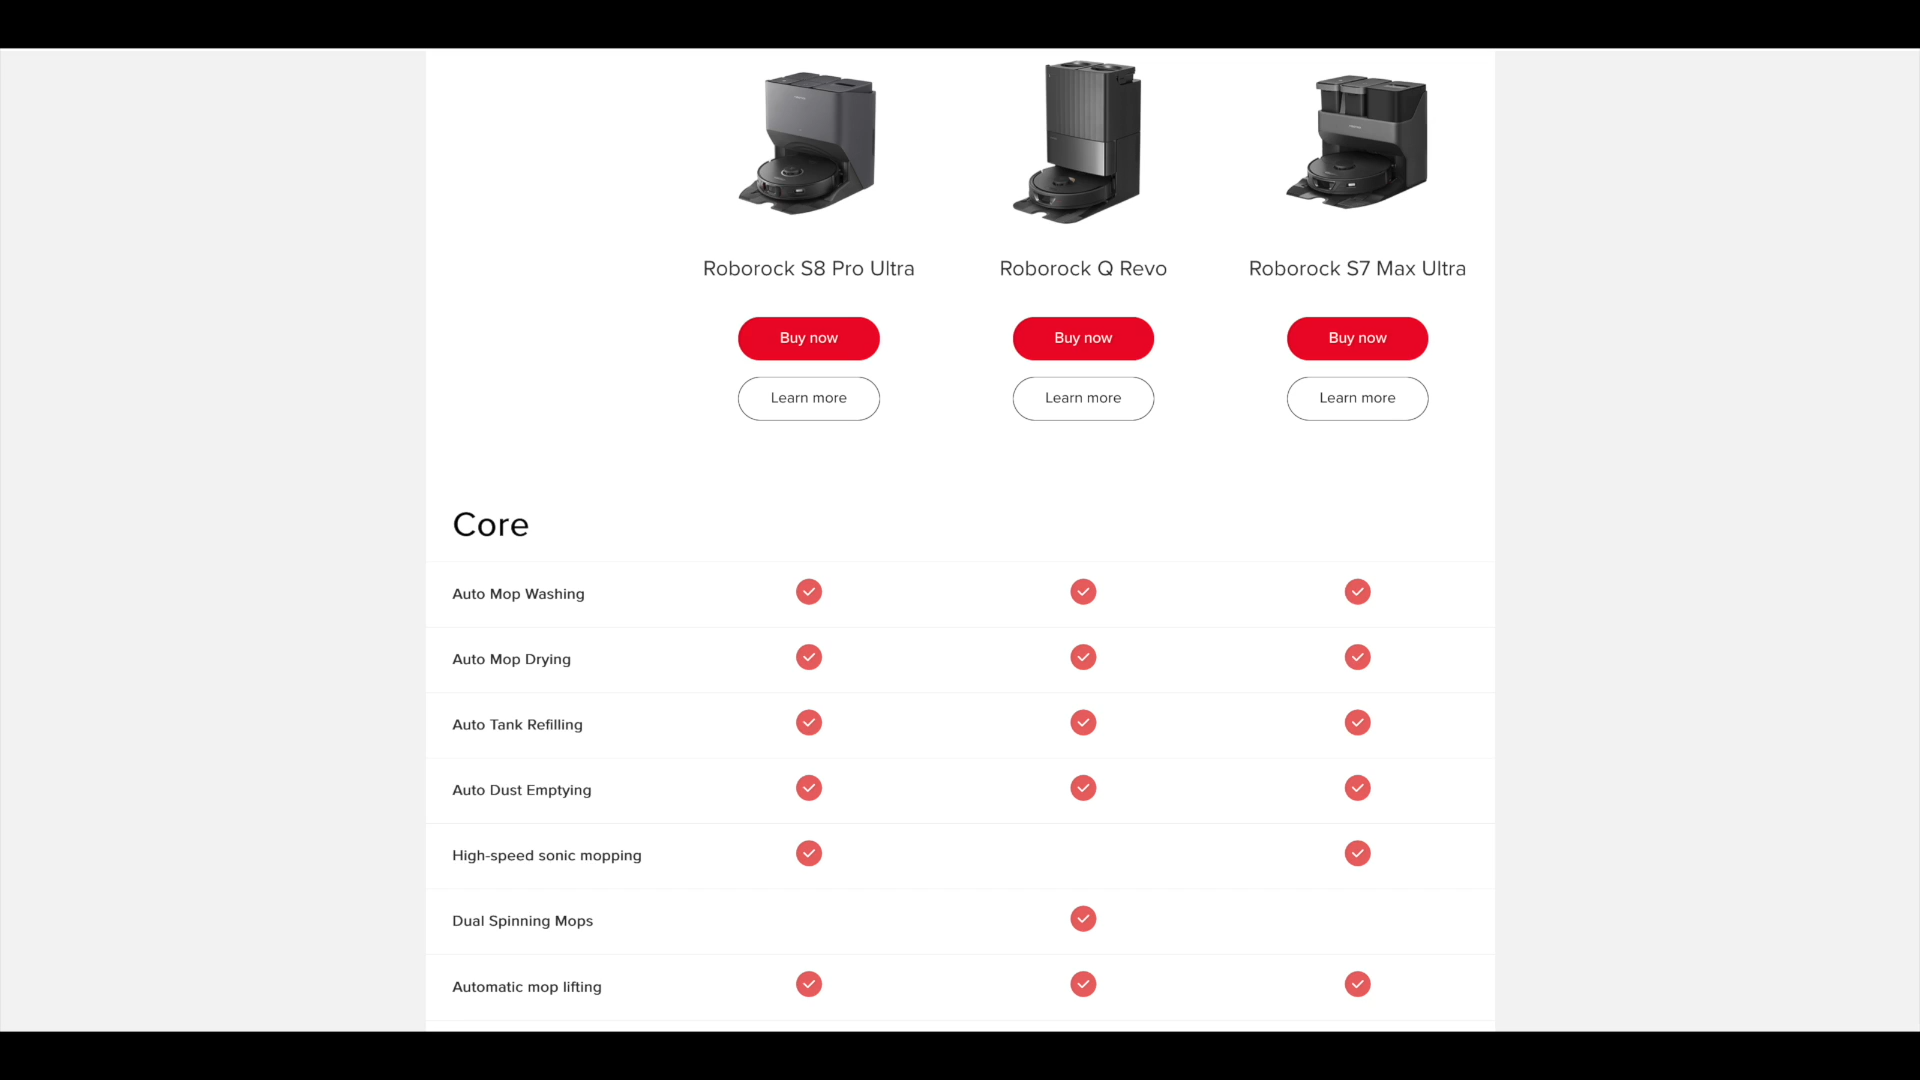 Roborock S8 Pro Ultra
Roborock Q Revo
Roborock S7 Max Ultra
Buy now
Buy now
Buy now
Learn more
Learn more
Learn more
Core
Auto Mop Washing
Auto Mop Drying
Auto Tank Refilling
Auto Dust Emptying
High-speed sonic mopping
Dual Spinning Mops
Automatic mop lifting